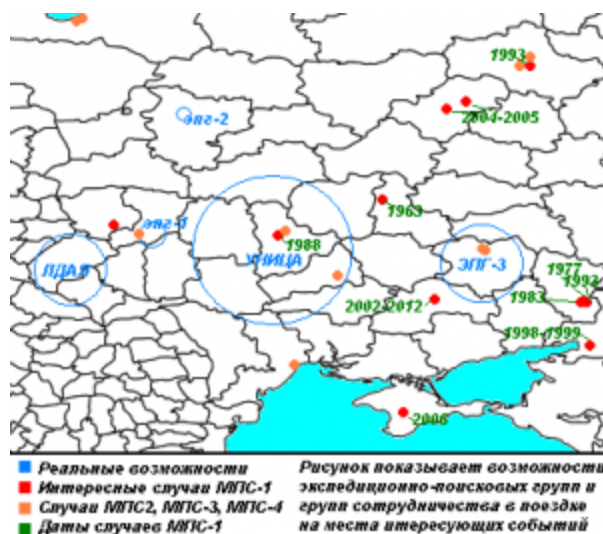 1993
эпг-2
2004-2005
1963
эпг-1
1988
УНИЦА
ЭПГ-3
ЛДАЯ
1977
1992
1983
2002-2012
1998-1999
2006
Реальные возможности
Интересные случаи МПС-1
Случаи МПС2, МПС-3, МПС-4
Даты случаев МПС-1
Рисунок показывает возможности
экспедиционно-поисковых групп и
групп сотрудничества в поездке
на места итересующих событий